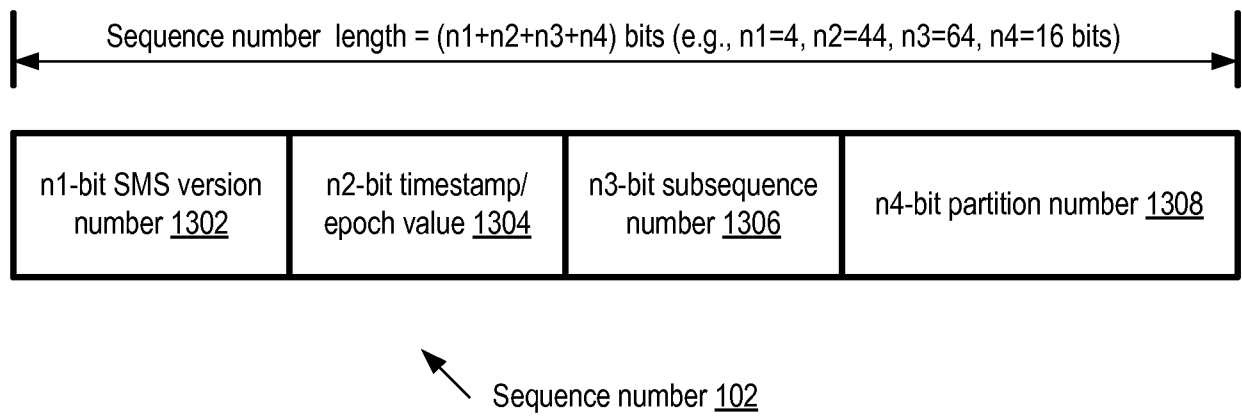 Sequence number length = (n1+n2+n3+n4) bits (e.g., n1=4, n2=44, n3=64, n4=16 bits)
n1-bit SMS version
number 1302
n2-bit timestamp/
epoch value 1304
n3-bit subsequence
number 1306
n4-bit partition number 1308
Sequence number 102